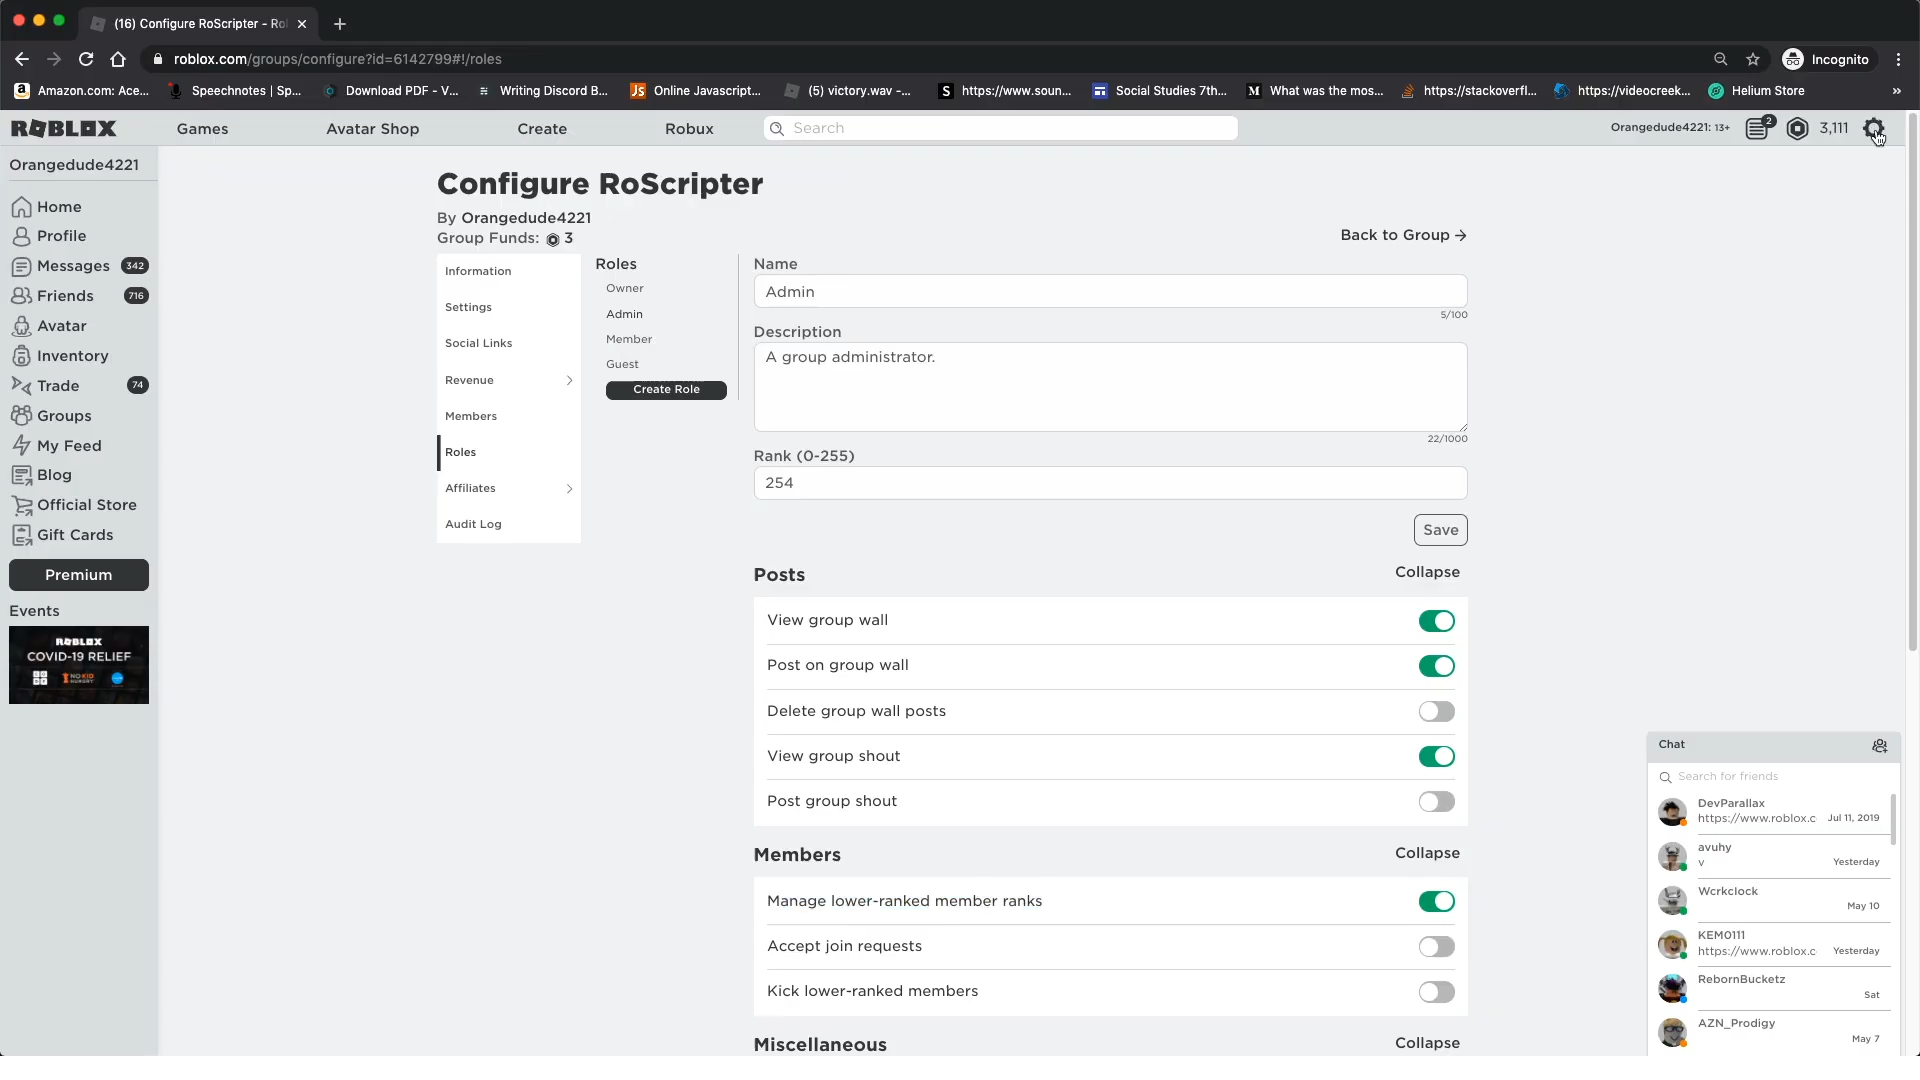 (16) Configure RoScripter - Ro
roblox.com/groups/configure?id=6142799#!/roles
Incognito
Amazon.com: Ace...
Speechnotes | Sp...
Download PDF - V...
Writing Discord B...
Online Javascript...
(5) victory.wav -...
https://www.soun...
Social Studies 7th...
What was the mos...
https://stackoverfl...
https://videocreek...
Helium Store
»
ROBLOX
Games
Avatar Shop
Create
Robux
Search
Orangedude4221: 13+
2
3,111
Orangedude4221
Home
Profile
Messages 342
Friends 716
Avatar
Inventory
Trade 74
Groups
My Feed
Blog
Official Store
Gift Cards
Premium
Events
ROBLOX
COVID-19 RELIEF
NO KID
HUNGRY
Configure RoScripter
By Orangedude4221
Group Funds: 3
Back to Group →
Information
Settings
Social Links
Revenue
Members
Roles
Affiliates
Audit Log
Roles
Owner
Admin
Member
Guest
Create Role
Name
Admin
5/100
Description
A group administrator.
22/1000
Rank (0-255)
254
Save
Posts
Collapse
View group wall
Post on group wall
Delete group wall posts
View group shout
Post group shout
Members
Collapse
Manage lower-ranked member ranks
Accept join requests
Kick lower-ranked members
Miscellaneous
Collapse
Chat
Search for friends
DevParallax
https://www.roblox.c Jul 11, 2019
avuhy
v Yesterday
Wcrkclock
May 10
KEM0111
https://www.roblox.c Yesterday
RebornBucketz
Sat
AZN_Prodigy
May 7